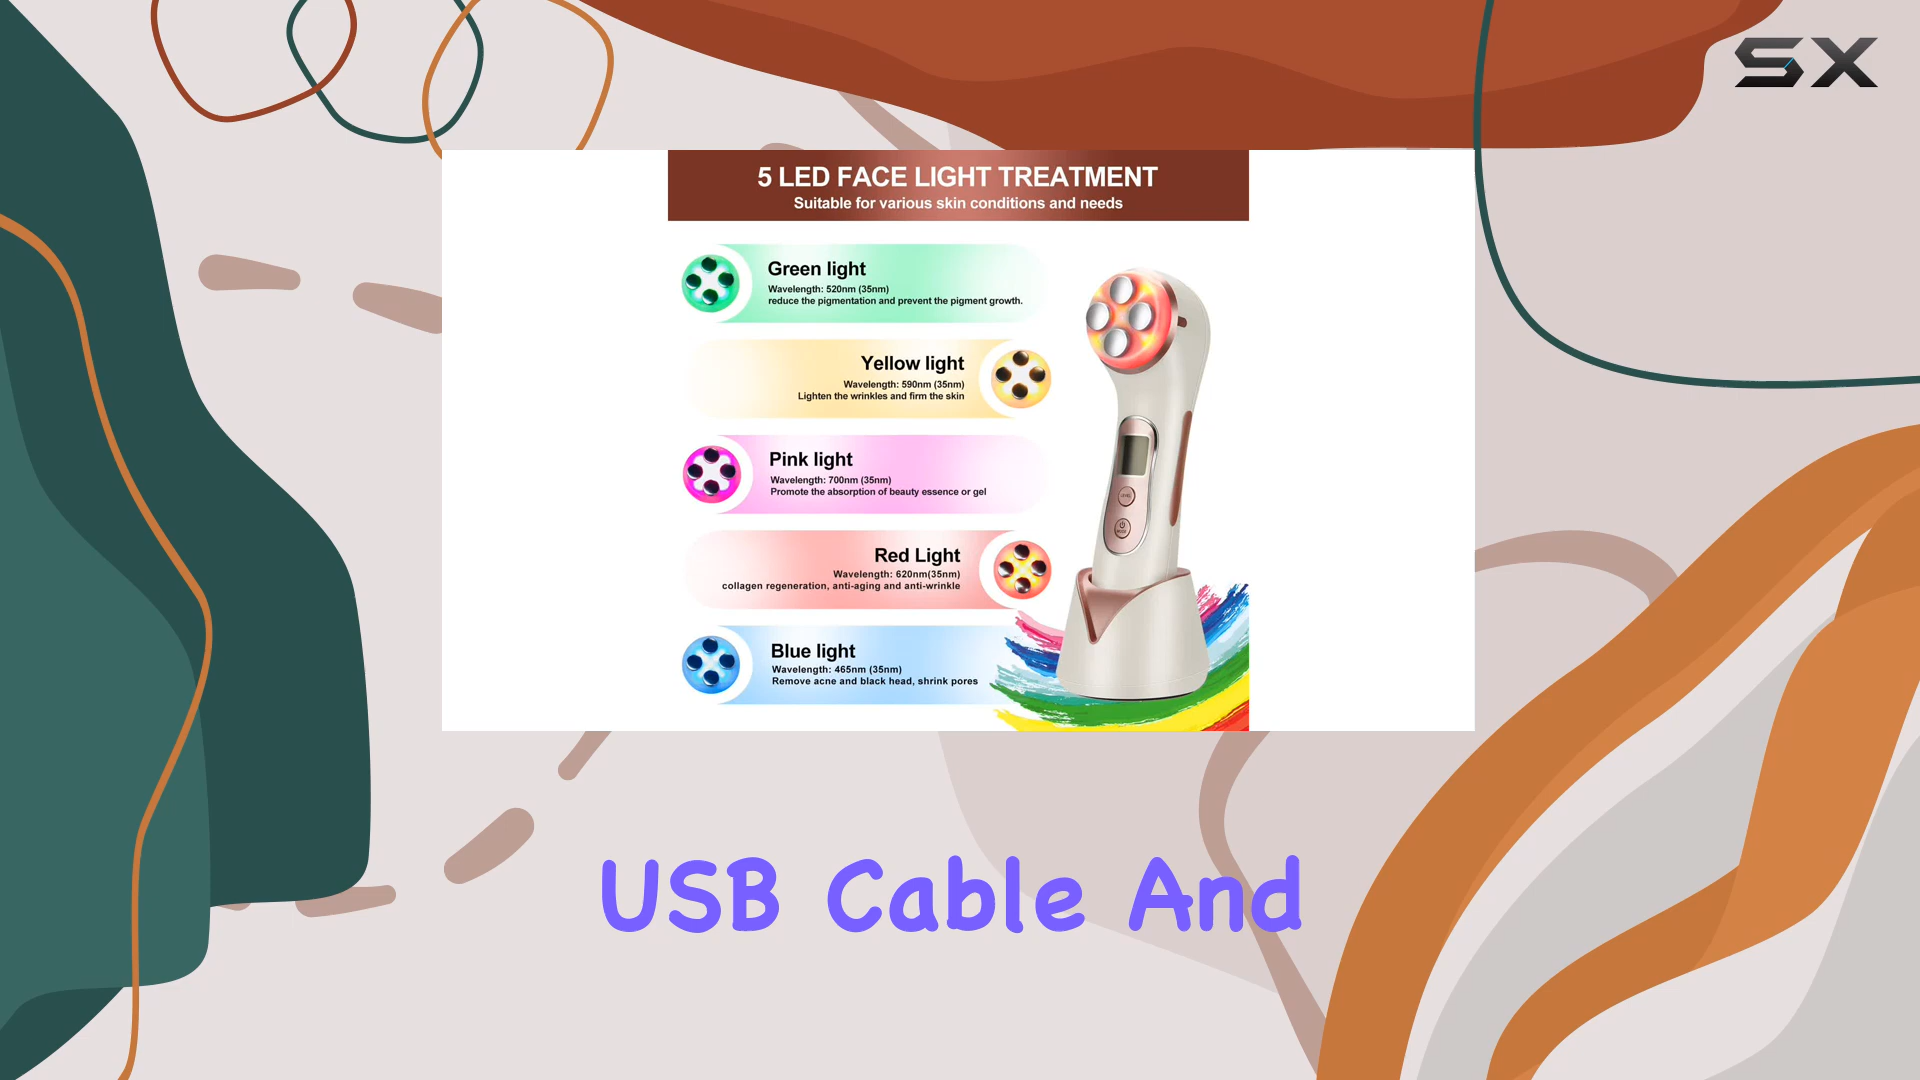 SX
5 LED FACE LIGHT TREATMENT
Suitable for various skin conditions and needs
Green light
Wavelength: 520nm (35nm)
reduce the pigmentation and prevent the pigment growth.
Yellow light
Wavelength: 590nm (35nm)
Lighten the wrinkles and firm the skin
Pink light
Wavelength: 700nm (35nm)
Promote the absorption of beauty essence or gel
Red Light
Wavelength: 620nm(35nm)
collagen regeneration, anti-aging and anti-wrinkle
Blue light
Wavelength: 465nm (35nm)
Remove acne and black head, shrink pores
USB Cable And